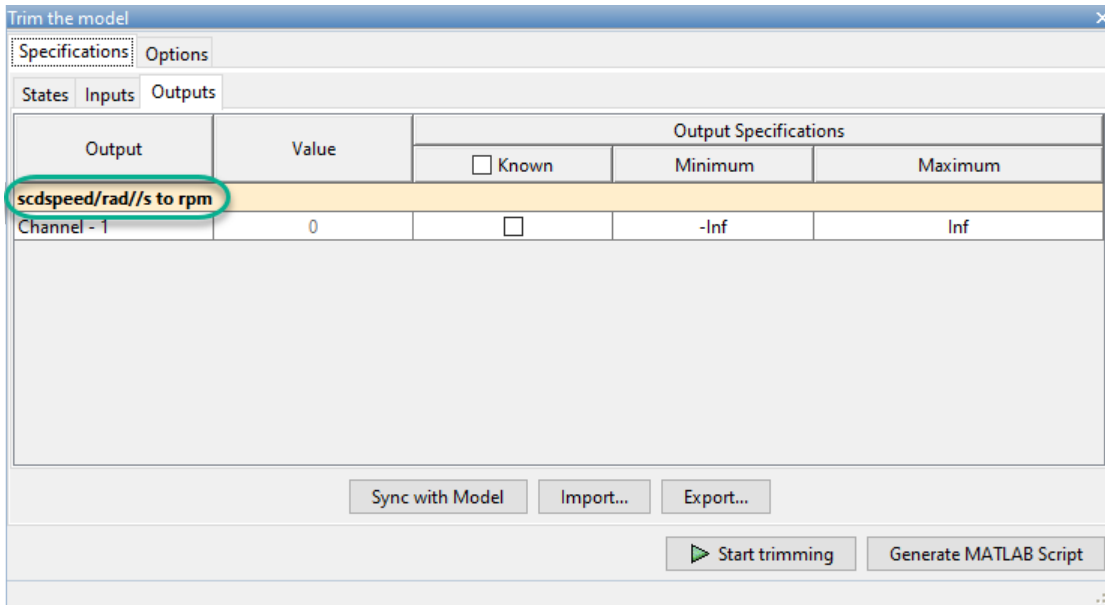 Trim the model
Specifications Options
States Inputs Outputs
Output Value Output Specifications
Known Minimum Maximum
scdspeed/rad//s to rpm
Channel - 1 0 -Inf Inf
Sync with Model Import... Export...
Start trimming Generate MATLAB Script